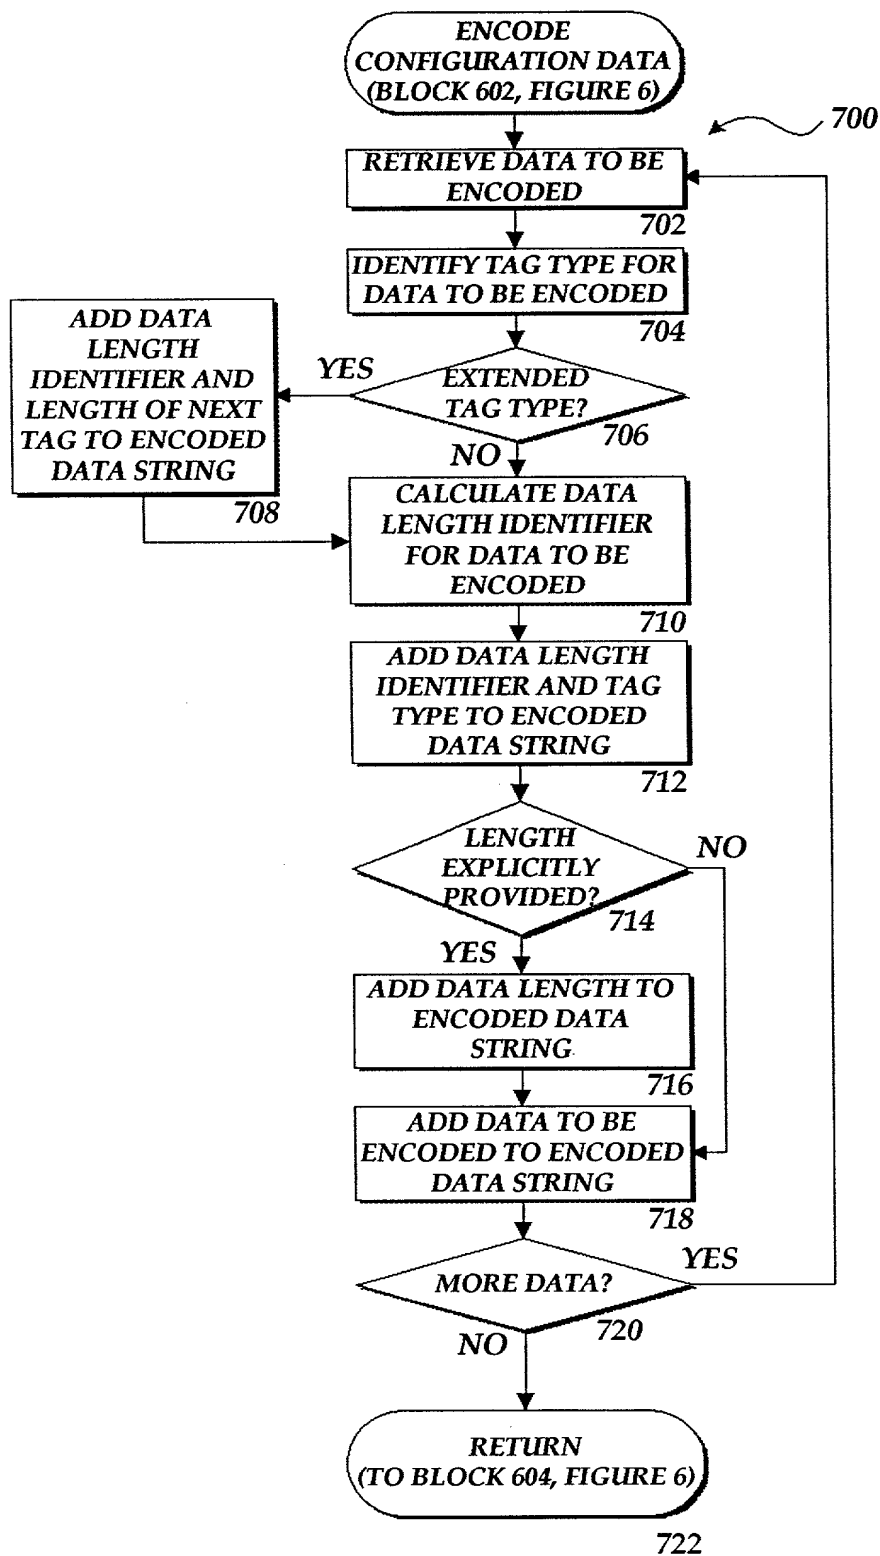 ENCODE
CONFIGURATION DATA
(BLOCK 602, FIGURE 6)
700
RETRIEVE DATA TO BE
ENCODED
702
IDENTIFY TAG TYPE FOR
DATA TO BE ENCODED
704
EXTENDED
TAG TYPE?
706
YES
NO
ADD DATA
LENGTH
IDENTIFIER AND
LENGTH OF NEXT
TAG TO ENCODED
DATA STRING
708
CALCULATE DATA
LENGTH IDENTIFIER
FOR DATA TO BE
ENCODED
710
ADD DATA LENGTH
IDENTIFIER AND TAG
TYPE TO ENCODED
DATA STRING
712
LENGTH
EXPLICITLY
PROVIDED?
714
NO
YES
ADD DATA LENGTH TO
ENCODED DATA
STRING
716
ADD DATA TO BE
ENCODED TO ENCODED
DATA STRING
718
MORE DATA?
720
YES
NO
RETURN
(TO BLOCK 604, FIGURE 6)
722